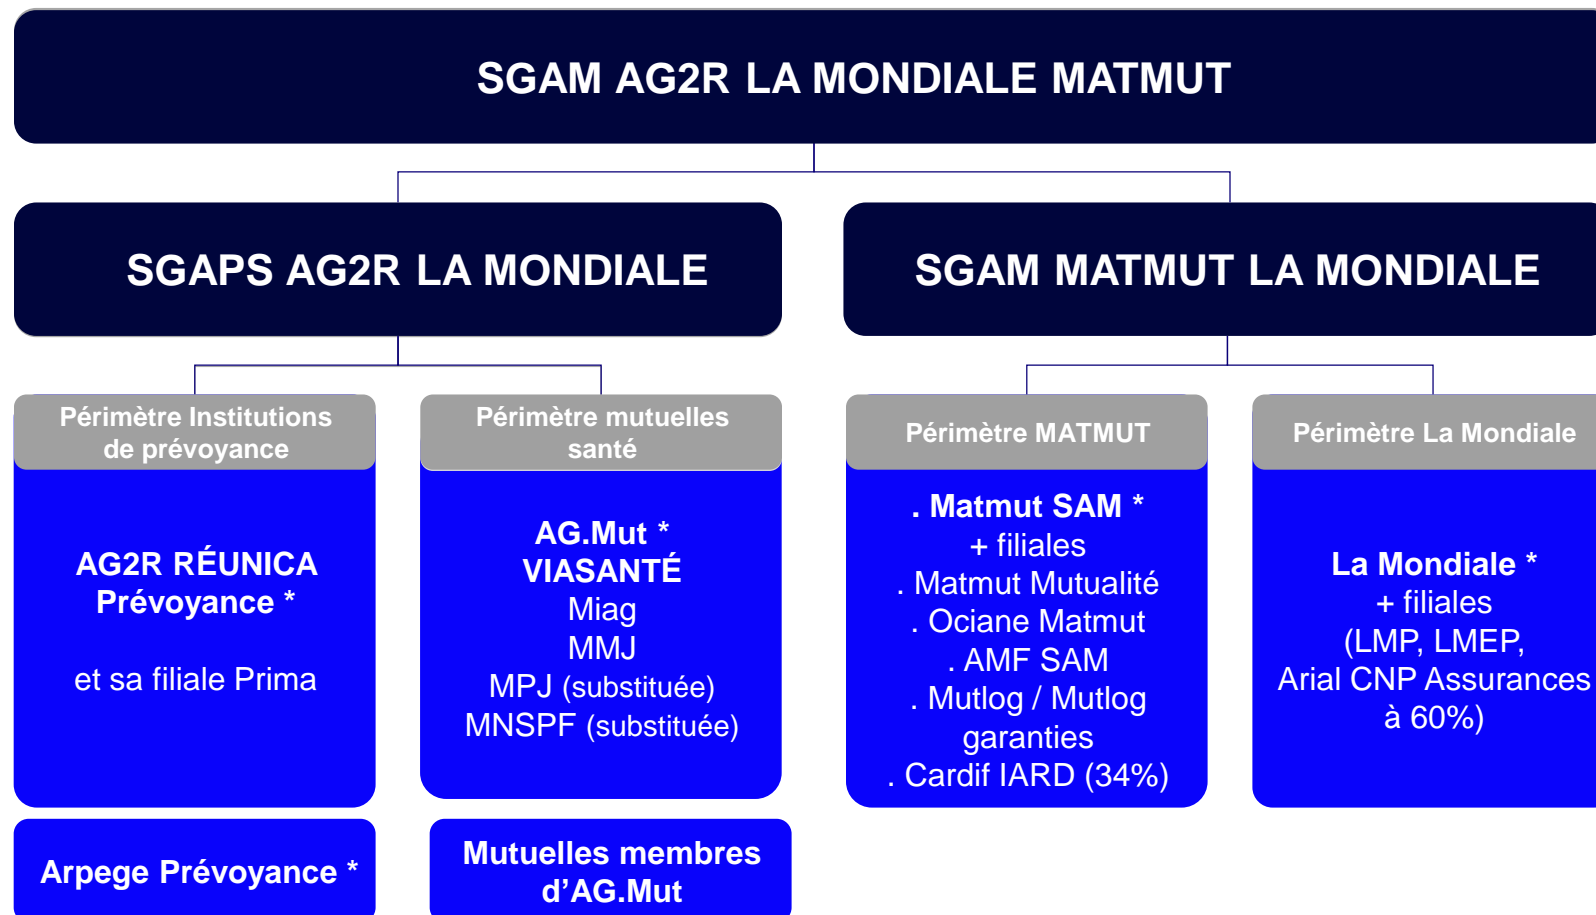 SGAM AG2R LA MONDIALE MATMUT
SGAPS AG2R LA MONDIALE
SGAM MATMUT LA MONDIALE
Périmètre Institutions
de prévoyance
AG2R RÉUNICA
Prévoyance *
et sa filiale Prima
Arpege Prévoyance *
Périmètre mutuelles
santé
AG.Mut *
VIASANTÉ
Miag
MMJ
MPJ (substituée)
MNSPF (substituée)
Mutuelles membres
d’AG.Mut
Périmètre MATMUT
. Matmut SAM *
+ filiales
. Matmut Mutualité
. Ociane Matmut
. AMF SAM
. Mutlog / Mutlog
garanties
. Cardif IARD (34%)
Périmètre La Mondiale
La Mondiale *
+ filiales
(LMP, LMEP,
Arial CNP Assurances
à 60%)